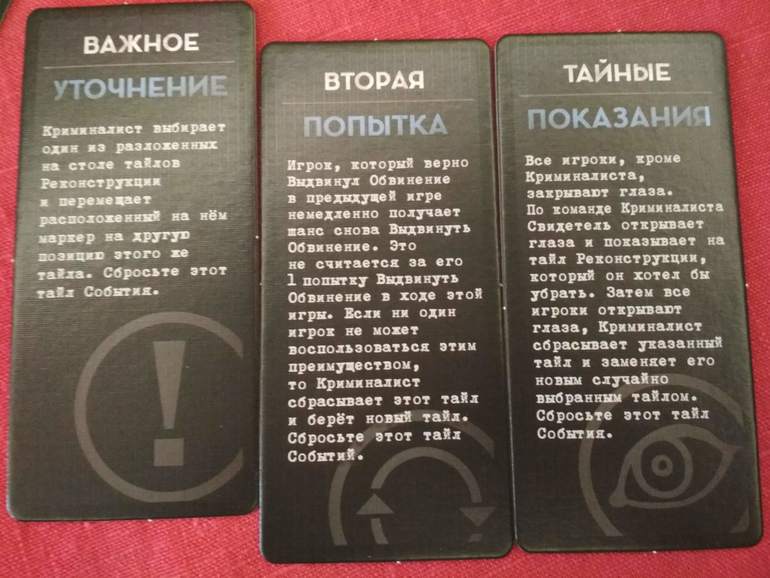 ВАЖНОЕ
УТОЧНЕНИЕ
Криминалист выбирает
один из разложенных
на столе тайлов
Реконструкции
и перемещает
расположенный на нём
маркер на другую
позицию этого же
тайла. Сбросьте этот
тайл События.
ВТОРАЯ
ПОПЫТКА
Игрок, который верно
Выдвинул Обвинение
в предыдущей игре
немедленно получает
шанс снова Выдвинуть
Обвинение. Это
не считается за его
1 попытку Выдвинуть
Обвинение в ходе этой
игры. Если ни один
игрок не может
воспользоваться этим
преимуществом,
то Криминалист
сбрасывает этот тайл
и берёт новый тайл.
Сбросьте этот тайл
Событий.
ТАЙНЫЕ
ПОКАЗАНИЯ
Все игроки, кроме
Криминалиста,
закрывают глаза.
По команде Криминалиста
Свидетель открывает
глаза и показывает на
тайл Реконструкции,
который он хотел бы
убрать. Затем все
игроки открывают
глаза, Криминалист
сбрасывает указанный
тайл и заменяет его
новым случайно
выбранным тайлом.
Сбросьте этот тайл
События.